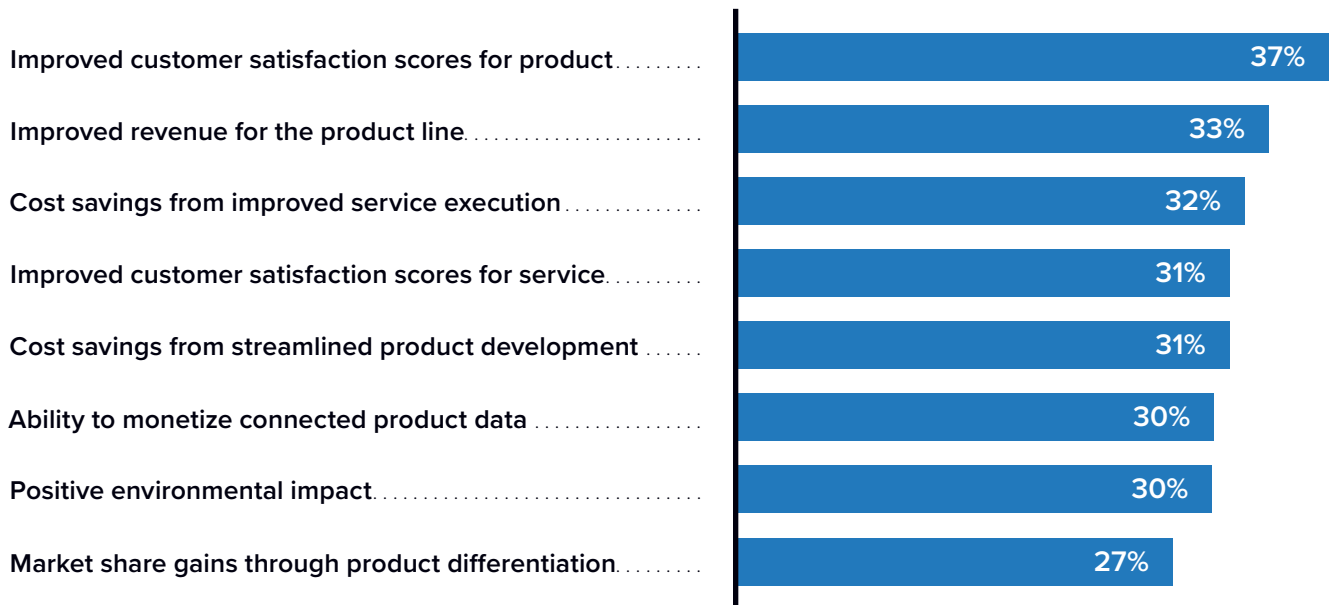 Improved customer satisfaction scores for product......... 37%
Improved revenue for the product line........................ 33%
Cost savings from improved service execution.............. 32%
Improved customer satisfaction scores for service.......... 31%
Cost savings from streamlined product development ...... 31%
Ability to monetize connected product data ................. 30%
Positive environmental impact................................. 30%
Market share gains through product differentiation......... 27%